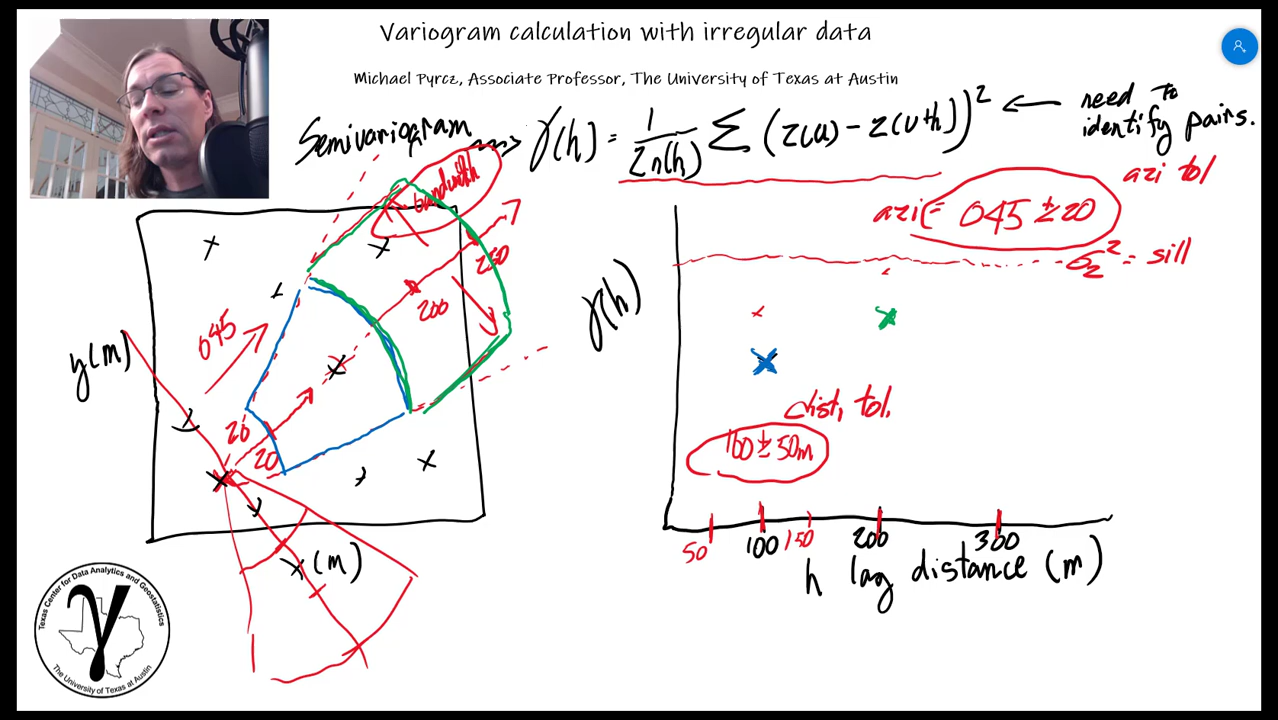 Variogram calculation with irregular data
Michael Pyrcz, Associate Professor, The University of Texas at Austin
Semivariogram ⟹ γ(h) = 1/2n(h) Σ (z(u) - z(u+h))² ← need to
identify pairs.
azi tol
azi = 045 ± 20
σz² = sill
bandwith
250
200
045
y(m)
20
20
x(m)
γ(h)
dist, tol.
100 ± 50m
50 100 150 200 300
h lag distance (m)
Texas Center for Data Analytics and Geostatistics
γ
The University of Texas at Austin